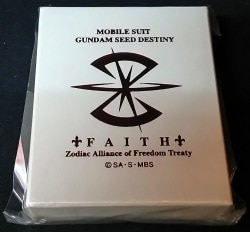 MOBILE SUIT
GUNDAM SEED DESTINY
FAITH
Zodiac Alliance of Freedom Treaty
©SA・S・MBS